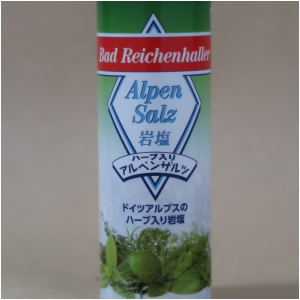 Bad Reichenhaller
Alpen
Salz
岩塩
ハーブ入り
アルペンザルツ
ドイツアルプスの
ハーブ入り岩塩